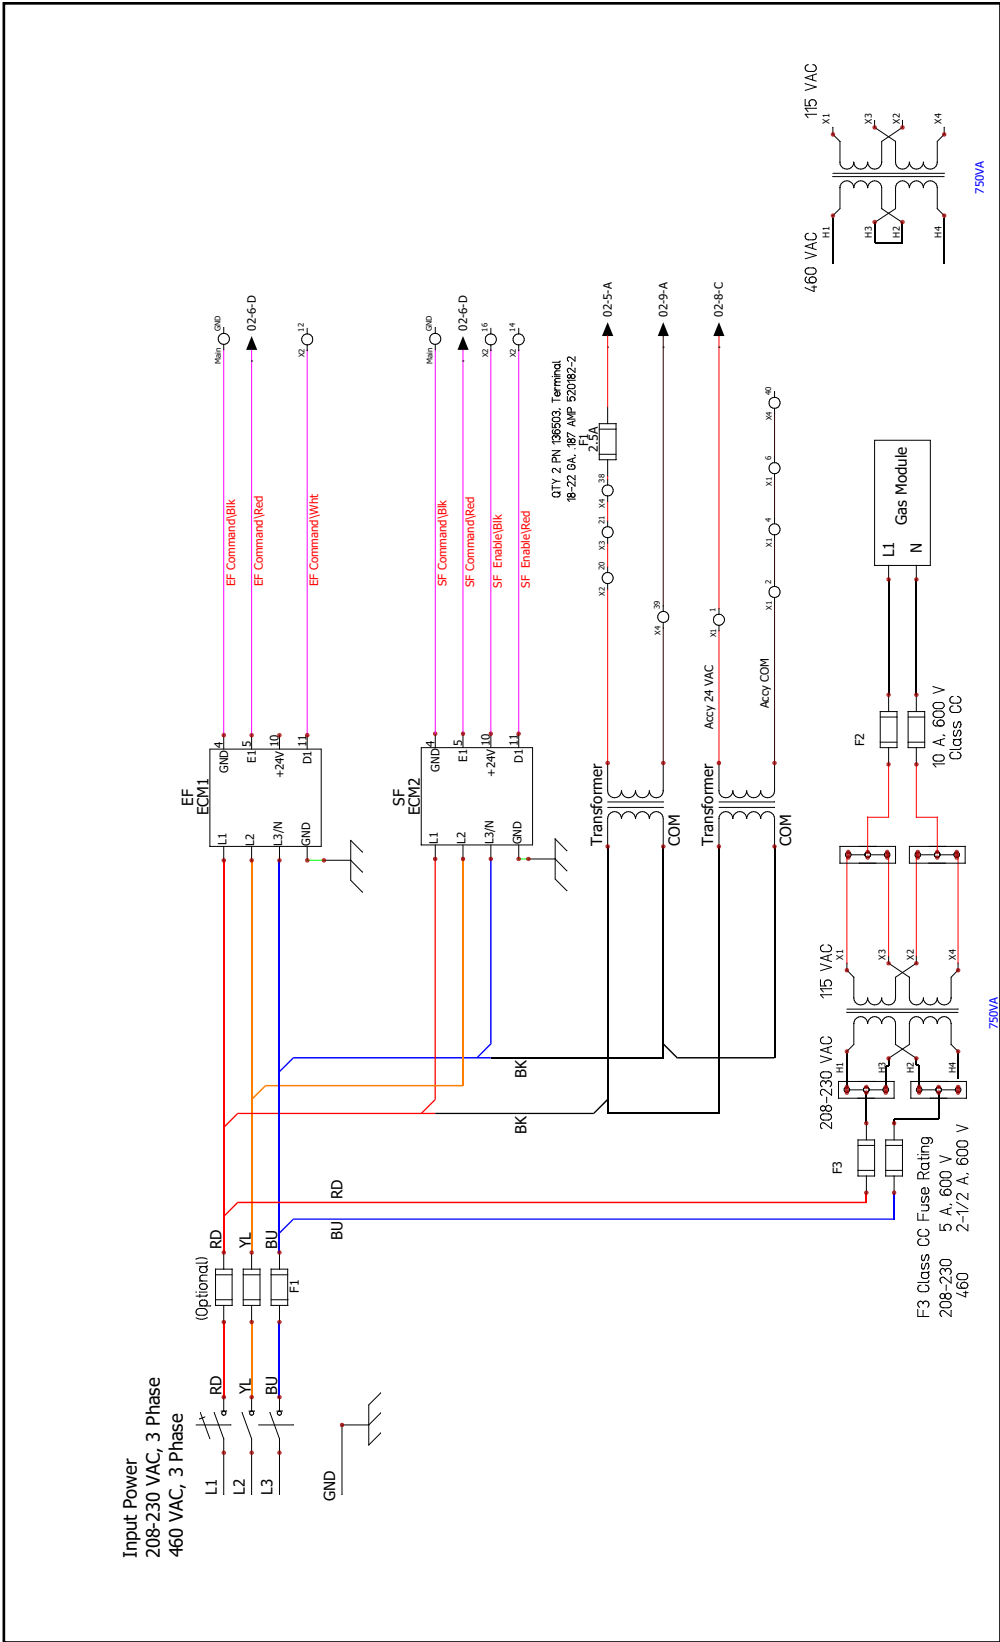 Input Power
208-230 VAC, 3 Phase
460 VAC, 3 Phase
L1
L2
L3
GND
RD
YL
BU
(Optional)
F1
RD
YL
BU
RD
BU
BK
BK
EF
ECM1
L1
L2
L3/N
GND
GND
E1
+24V
D1
4
5
10
11
EF Command\Blk
EF Command\Red
EF Command\Wht
Main
GND
02-6-D
X2
12
SF
ECM2
L1
L2
L3/N
GND
GND
E1
+24V
D1
4
5
10
11
SF Command\Blk
SF Command\Red
SF Enable\Blk
SF Enable\Red
Main
GND
02-6-D
X2
16
X2
14
QTY 2 PN 136503, Terminal
18-22 GA, .187 AMP 520182-2
Transformer
COM
X2
20
X3
21
X4
38
F1
2.5A
02-5-A
X4
39
02-9-A
Transformer
COM
Accy 24 VAC
X1
1
02-8-C
Accy COM
X1
2
X1
4
X1
6
X4
40
F3
F3 Class CC Fuse Rating
208-230
5 A, 600 V
460
2-1/2 A, 600 V
208-230 VAC
115 VAC
H1
H3
H2
H4
X1
X3
X2
X4
750VA
F2
10 A, 600 V
Class CC
L1
N
Gas Module
460 VAC
115 VAC
H1
H3
H2
H4
X1
X3
X2
X4
750VA